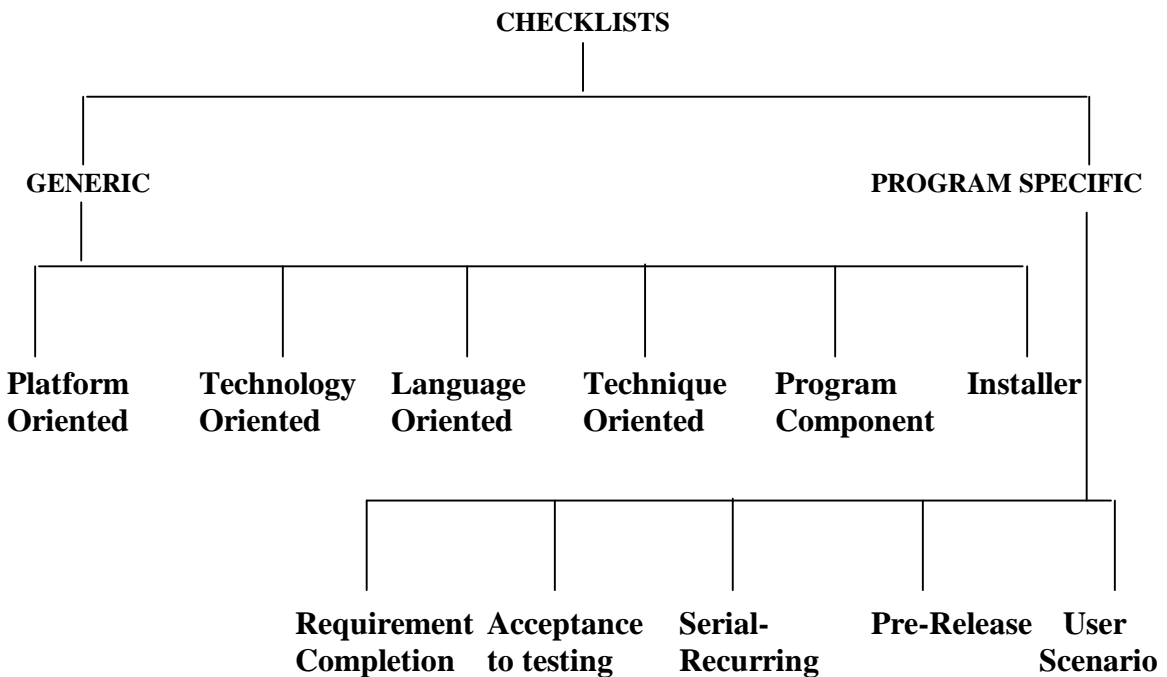 CHECKLISTS
GENERIC
PROGRAM SPECIFIC
Platform
Oriented
Technology
Oriented
Language
Oriented
Technique
Oriented
Program
Component
Installer
Requirement
Completion
Acceptance
to testing
Serial-
Recurring
Pre-Release
User
Scenario